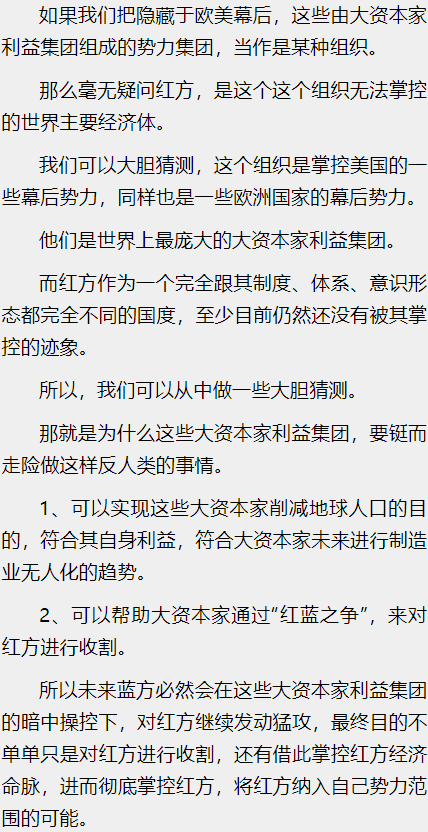 如果我们把隐藏于欧美幕后，这些由大资本家
利益集团组成的势力集团，当作是某种组织。
那么毫无疑问红方，是这个这个组织无法掌控
的世界主要经济体。
我们可以大胆猜测，这个组织是掌控美国的一
些幕后势力，同样也是一些欧洲国家的幕后势力。
他们是世界上最庞大的大资本家利益集团。
而红方作为一个完全跟其制度、体系、意识形
态都完全不同的国度，至少目前仍然还没有被其掌
控的迹象。
所以，我们可以从中做一些大胆猜测。
那就是为什么这些大资本家利益集团，要铤而
走险做这样反人类的事情。
1、可以实现这些大资本家削减地球人口的目
的，符合其自身利益，符合大资本家未来进行制造
业无人化的趋势。
2、可以帮助大资本家通过“红蓝之争”，来对
红方进行收割。
所以未来蓝方必然会在这些大资本家利益集团
的暗中操控下，对红方继续发动猛攻，最终目的不
单单只是对红方进行收割，还有借此掌控红方经济
命脉，进而彻底掌控红方，将红方纳入自己势力范
围的可能。